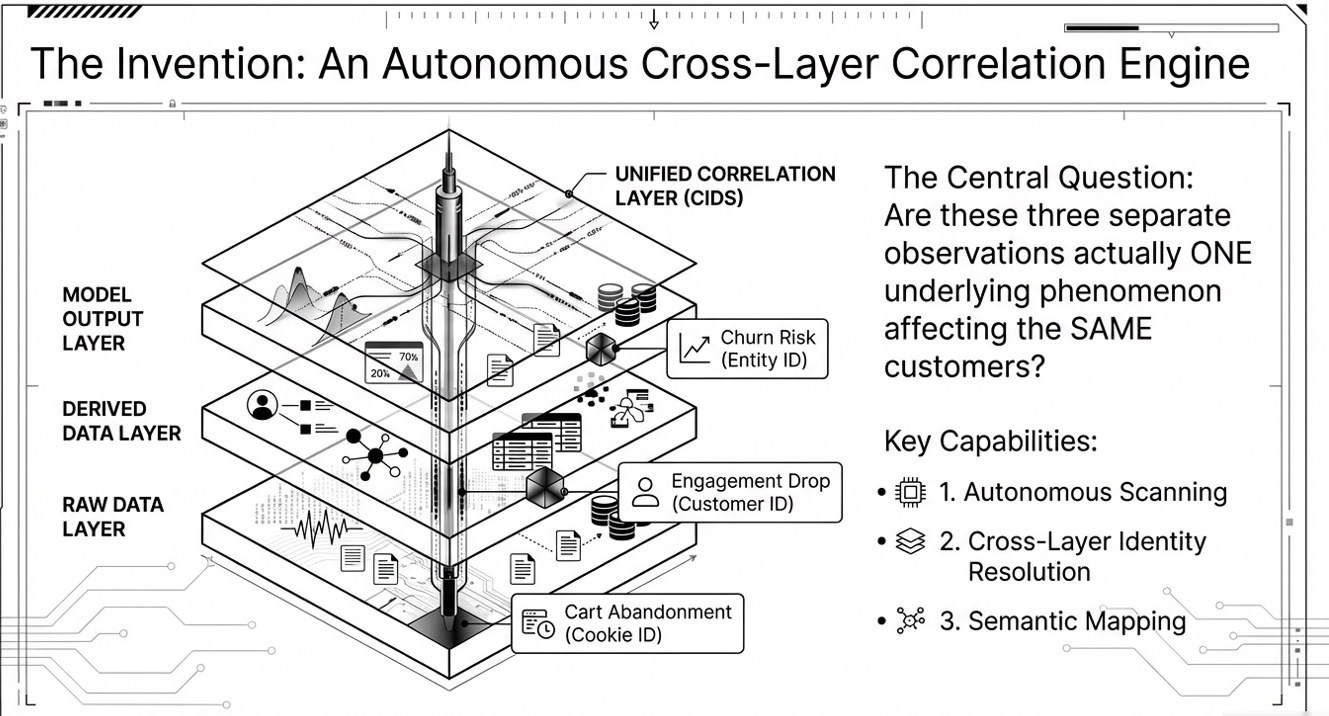 The Invention: An Autonomous Cross-Layer Correlation Engine
UNIFIED CORRELATION
LAYER (CIDS)
MODEL
OUTPUT
LAYER
70%
20%
Churn Risk
(Entity ID)
DERIVED
DATA LAYER
Engagement Drop
(Customer ID)
RAW DATA
LAYER
Cart Abandonment
(Cookie ID)
The Central Question:
Are these three separate
observations actually ONE
underlying phenomenon
affecting the SAME
customers?
Key Capabilities:
• 1. Autonomous Scanning
• 2. Cross-Layer Identity
Resolution
• 3. Semantic Mapping